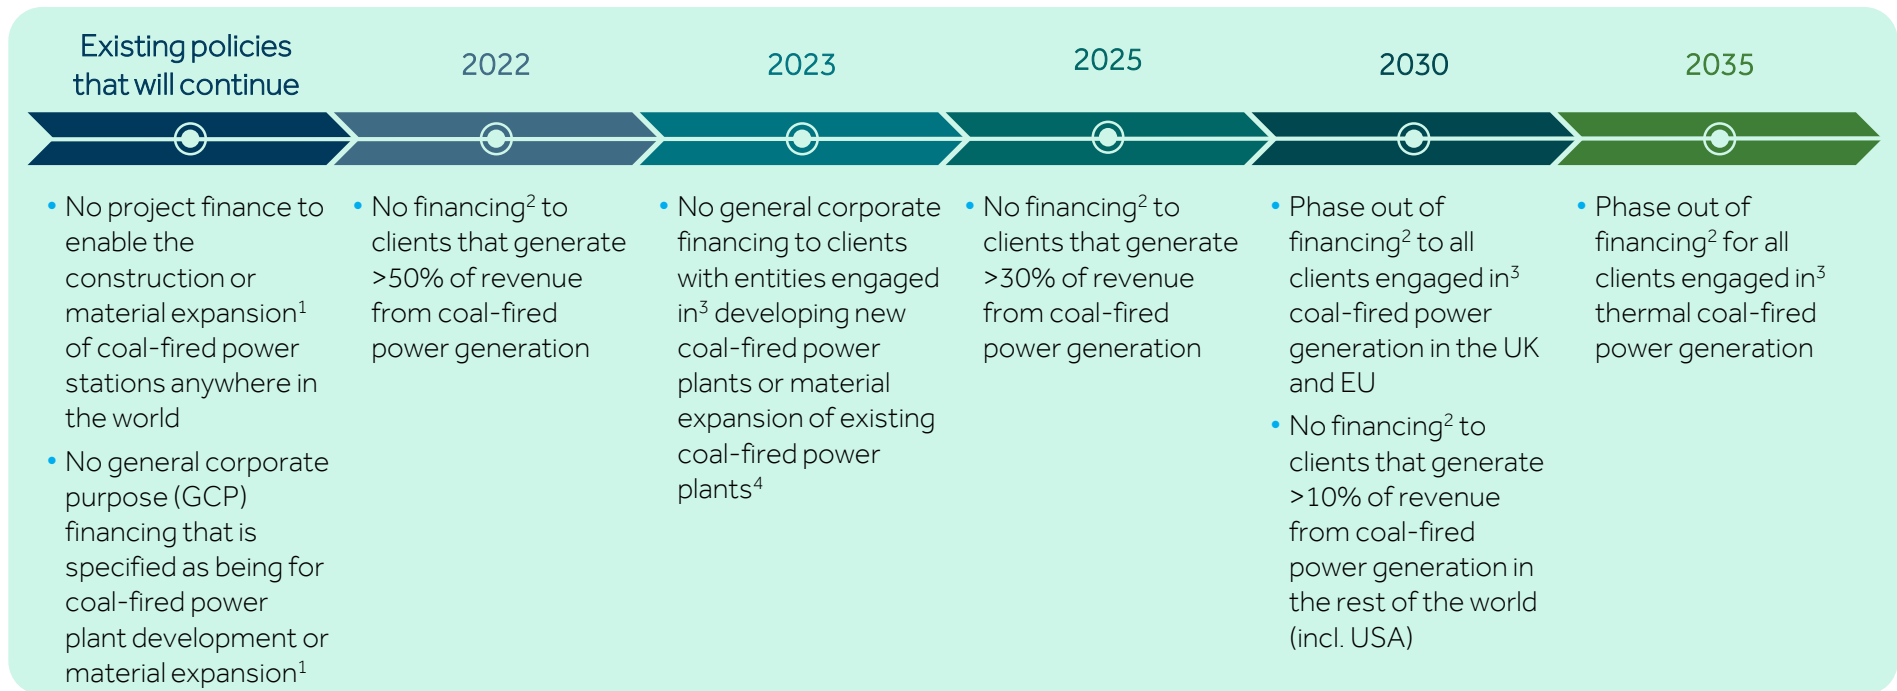 Existing policies
that will continue
2022
2023
2025
2030
2035
• No project finance to
enable the
construction or
material expansion¹
of coal-fired power
stations anywhere in
the world
• No general corporate
purpose (GCP)
financing that is
specified as being for
coal-fired power
plant development or
material expansion¹
• No financing² to
clients that generate
>50% of revenue
from coal-fired
power generation
• No general corporate
financing to clients
with entities engaged
in³ developing new
coal-fired power
plants or material
expansion of existing
coal-fired power
plants⁴
• No financing² to
clients that generate
>30% of revenue
from coal-fired
power generation
• Phase out of
financing² to all
clients engaged in³
coal-fired power
generation in the UK
and EU
• No financing² to
clients that generate
>10% of revenue
from coal-fired
power generation in
the rest of the world
(incl. USA)
• Phase out of
financing² for all
clients engaged in³
thermal coal-fired
power generation